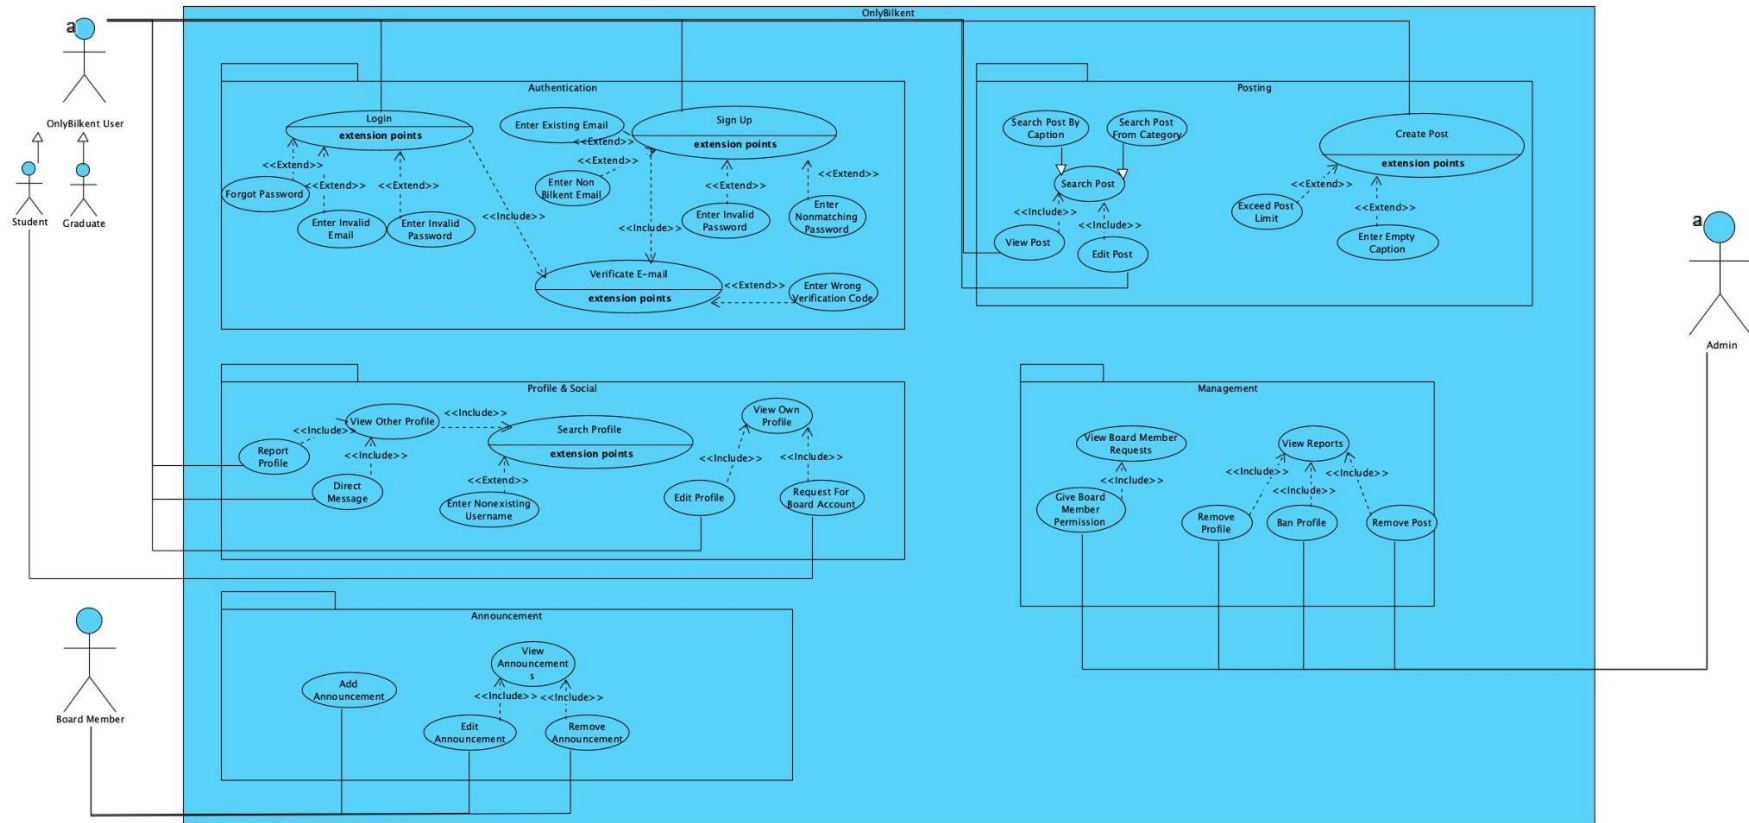 OnlyBilkent
a
OnlyBilkent User
Student
Graduate
Authentication
Login
extension points
Enter Existing Email
Sign Up
extension points
<<Extend>>
<<Extend>>
<<Extend>>
<<Extend>>
<<Extend>>
<<Extend>>
<<Extend>>
Forgot Password
Enter Invalid
Email
Enter Invalid
Password
Enter Non
Bilkent Email
Enter Invalid
Password
Enter
Nonmatching
Password
<<Include>>
<<Include>>
Verificate E-mail
extension points
<<Extend>>
Enter Wrong
Verification Code
Posting
Search Post By
Caption
Search Post
From Category
Search Post
<<Include>>
<<Include>>
View Post
Edit Post
Create Post
extension points
<<Extend>>
<<Extend>>
Exceed Post
Limit
Enter Empty
Caption
a
Admin
Profile & Social
View Other Profile
<<Include>>
<<Include>>
<<Include>>
Report
Profile
Direct
Message
Search Profile
extension points
<<Extend>>
Enter Nonexisting
Username
View Own
Profile
<<Include>>
<<Include>>
Edit Profile
Request For
Board Account
Management
View Board Member
Requests
<<Include>>
Give Board
Member
Permission
View Reports
<<Include>>
<<Include>>
<<Include>>
Remove
Profile
Ban Profile
Remove Post
Board Member
Announcement
View
Announcement
s
Add
Announcement
<<Include>>
<<Include>>
Edit
Announcement
Remove
Announcement